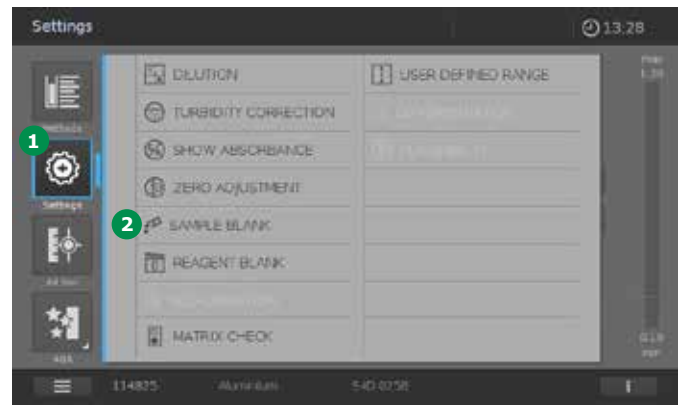 Settings
13.28
DILUTION
USER DEFINED RANGE
TURBIDITY CORRECTION
1
SHOW ABSORBANCE
ZERO ADJUSTMENT
Settings
2
SAMPLE BLANK
REAGENT BLANK
MATRIX CHECK
114825 Aluminium